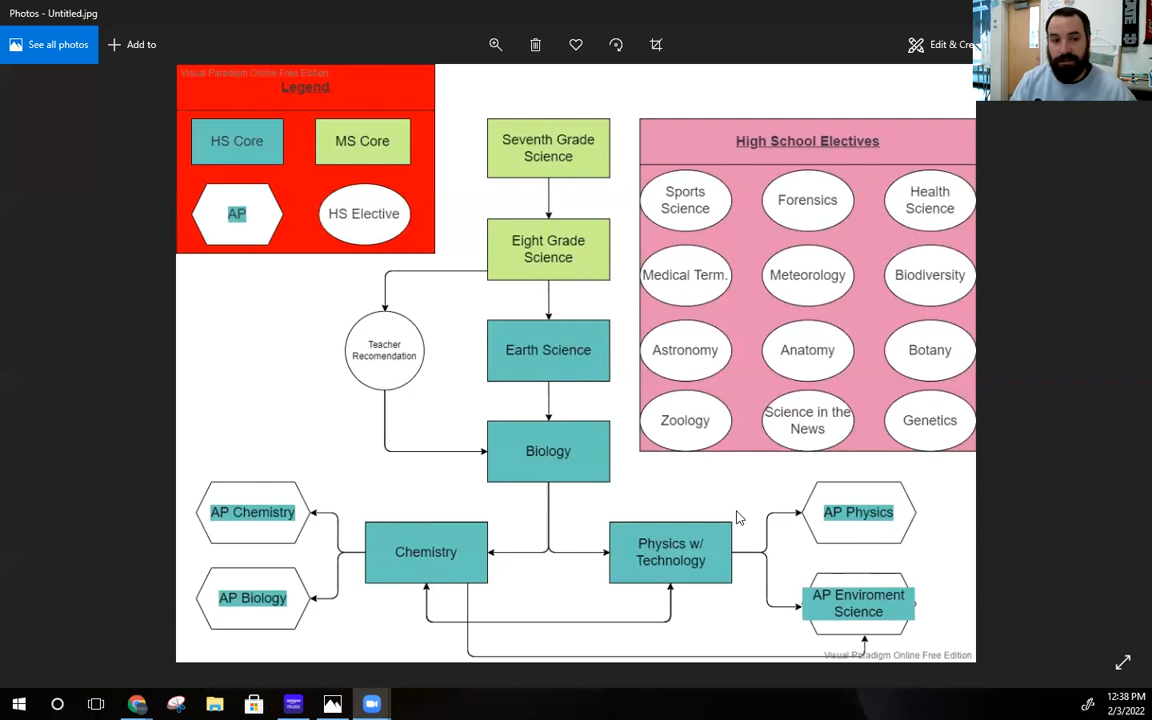 Photos - Untitled.jpg
See all photos
Add to
Edit & Cre
Visual Paradigm Online Free Edition
Legend
HS Core
MS Core
AP
HS Elective
Seventh Grade
Science
Eight Grade
Science
Teacher
Recomendation
Earth Science
Biology
High School Electives
Sports
Science
Forensics
Health
Science
Medical Term.
Meteorology
Biodiversity
Astronomy
Anatomy
Botany
Zoology
Science in the
News
Genetics
AP Chemistry
AP Biology
Chemistry
Physics w/
Technology
AP Physics
AP Enviroment
Science
Visual Paradigm Online Free Edition
12:38 PM
2/3/2022